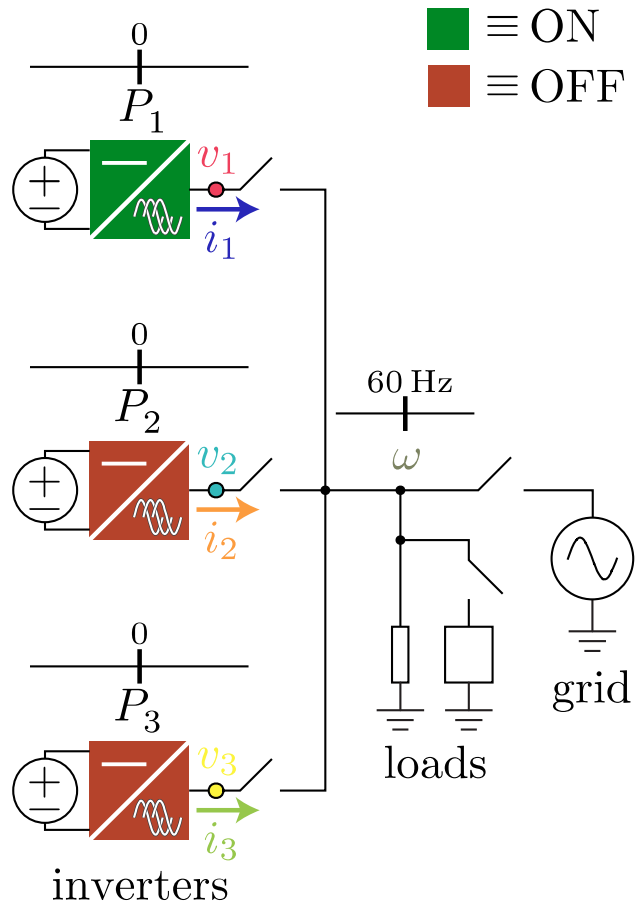 ≡ ON
≡ OFF
0
P₁
v₁
i₁
0
P₂
v₂
i₂
60 Hz
ω
0
P₃
v₃
i₃
grid
loads
inverters